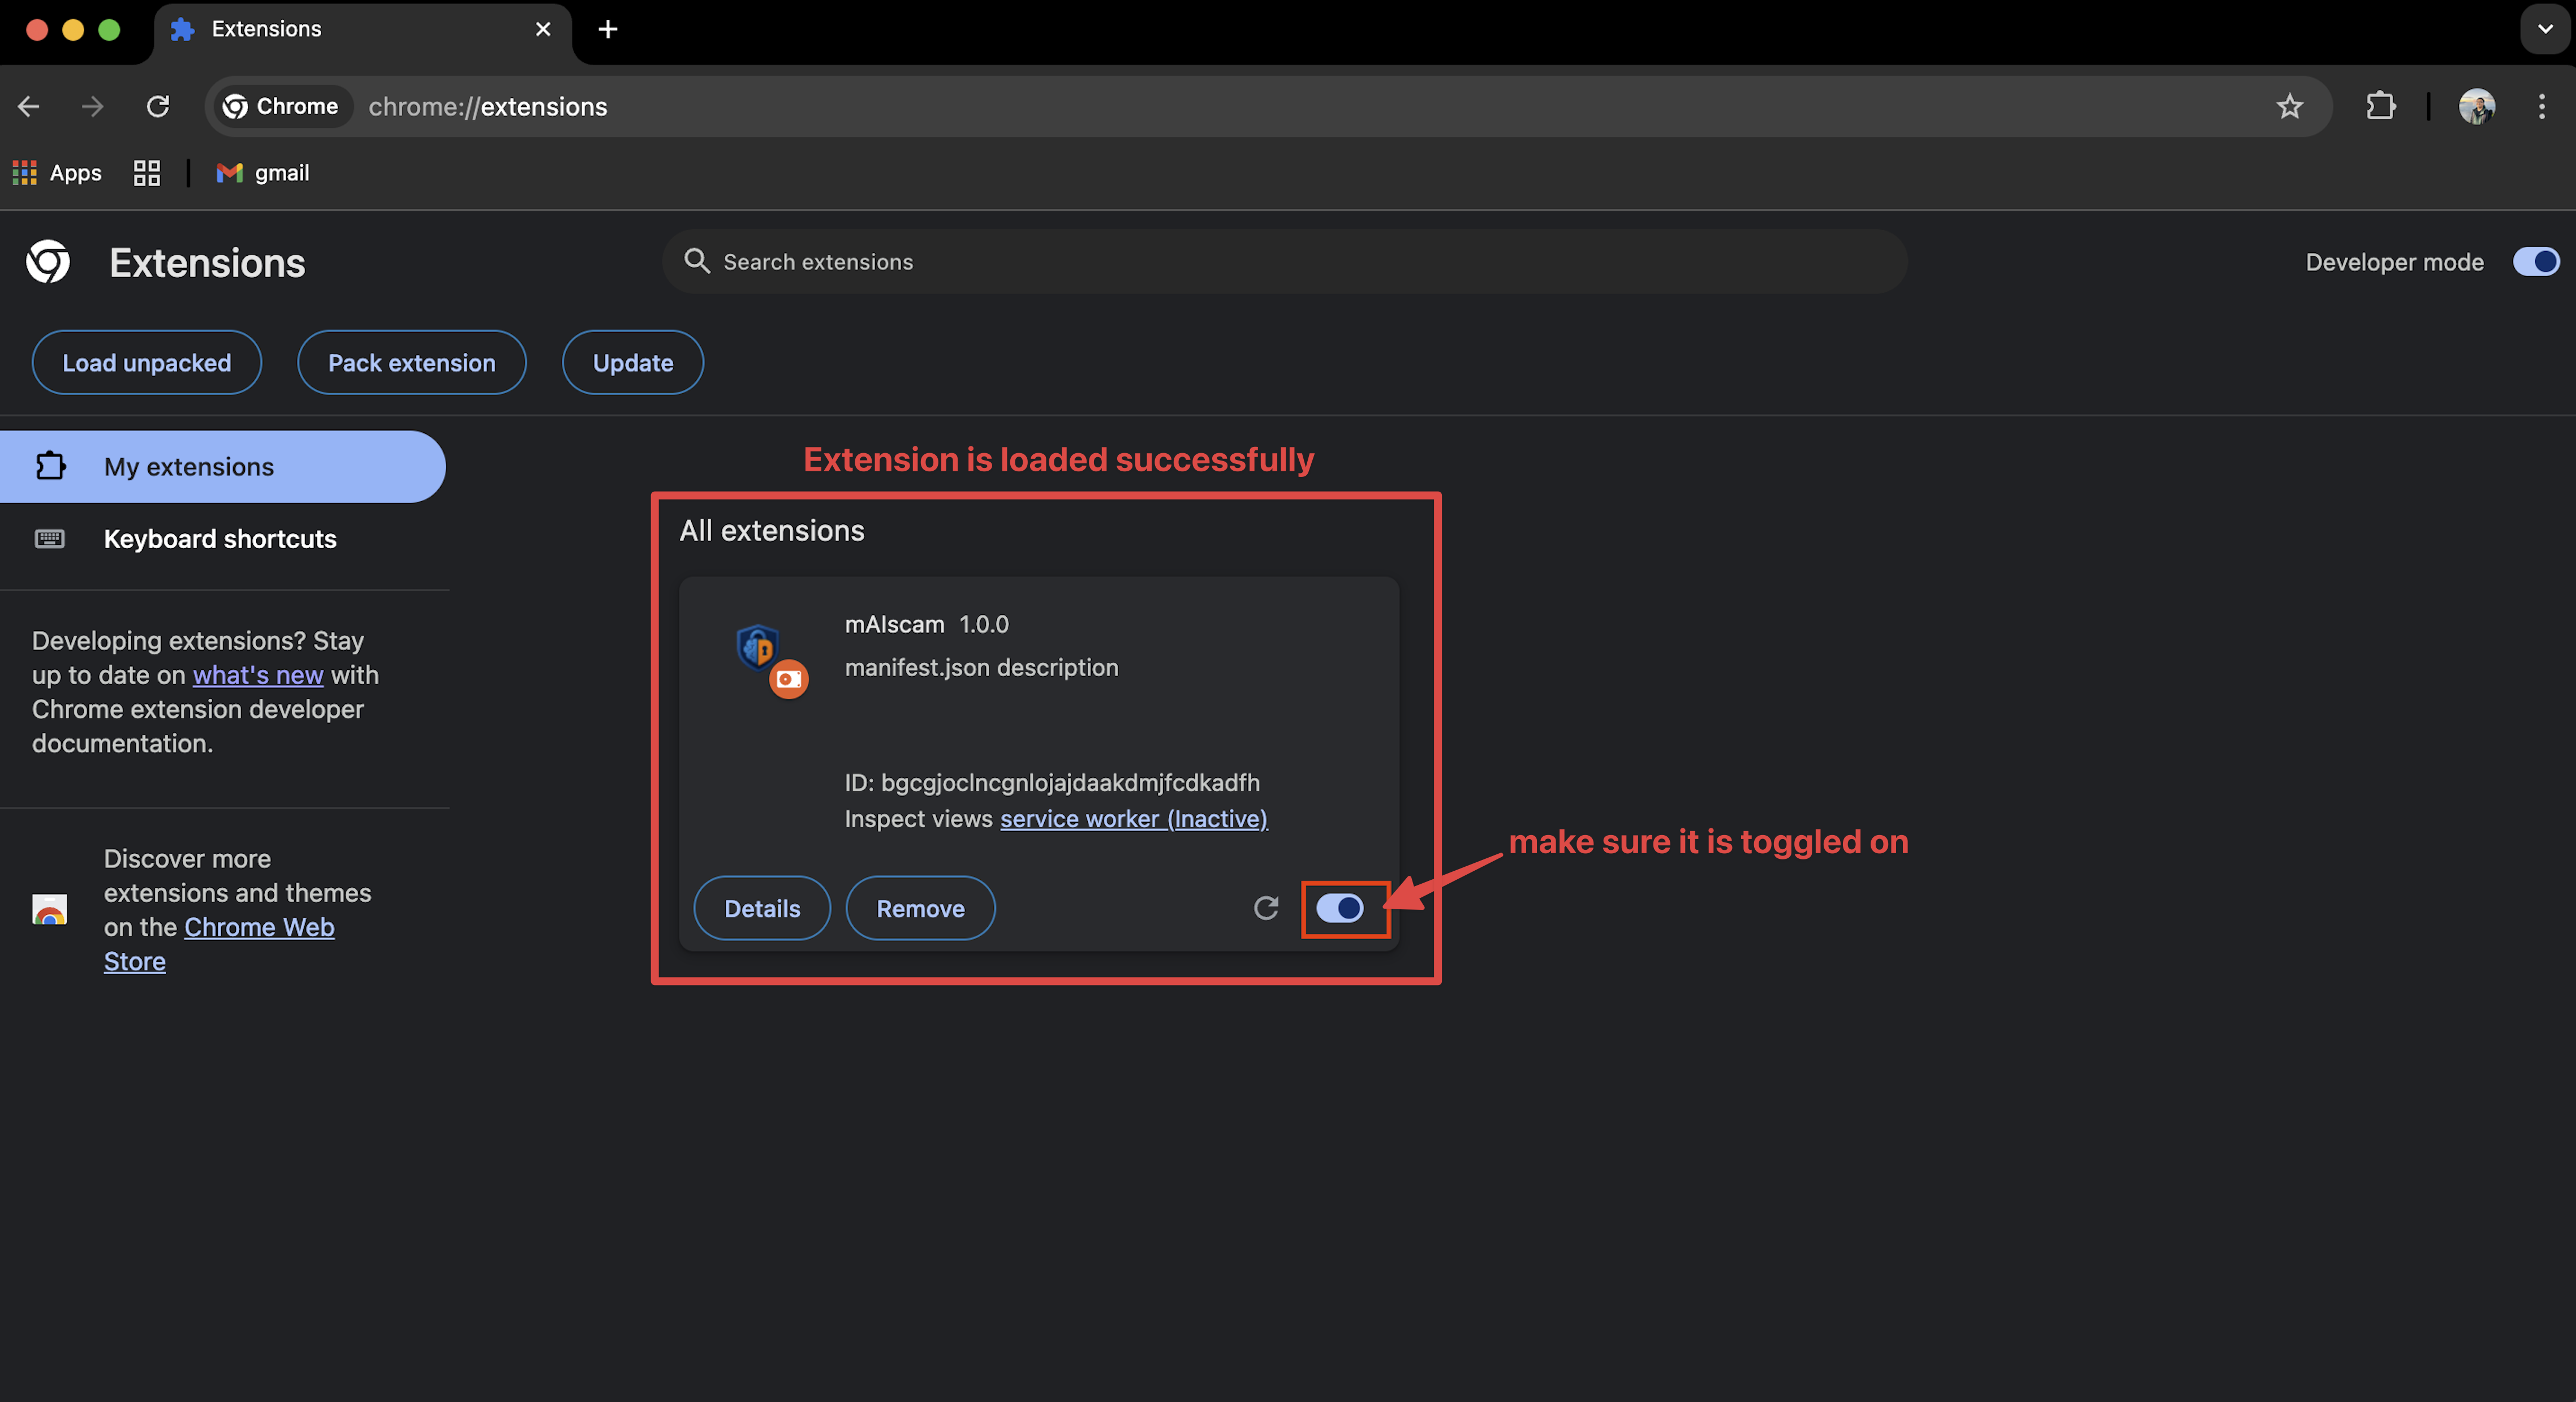 Extensions
Chrome
chrome://extensions
Apps
gmail
Extensions
Search extensions
Developer mode
Load unpacked
Pack extension
Update
My extensions
Keyboard shortcuts
Developing extensions? Stay
up to date on what's new with
Chrome extension developer
documentation.
Discover more
extensions and themes
on the Chrome Web
Store
Extension is loaded successfully
All extensions
mAIscam 1.0.0
manifest.json description
ID: bgcgjoclncgnlojajdaakdmjfcdkadfh
Inspect views service worker (Inactive)
Details
Remove
make sure it is toggled on